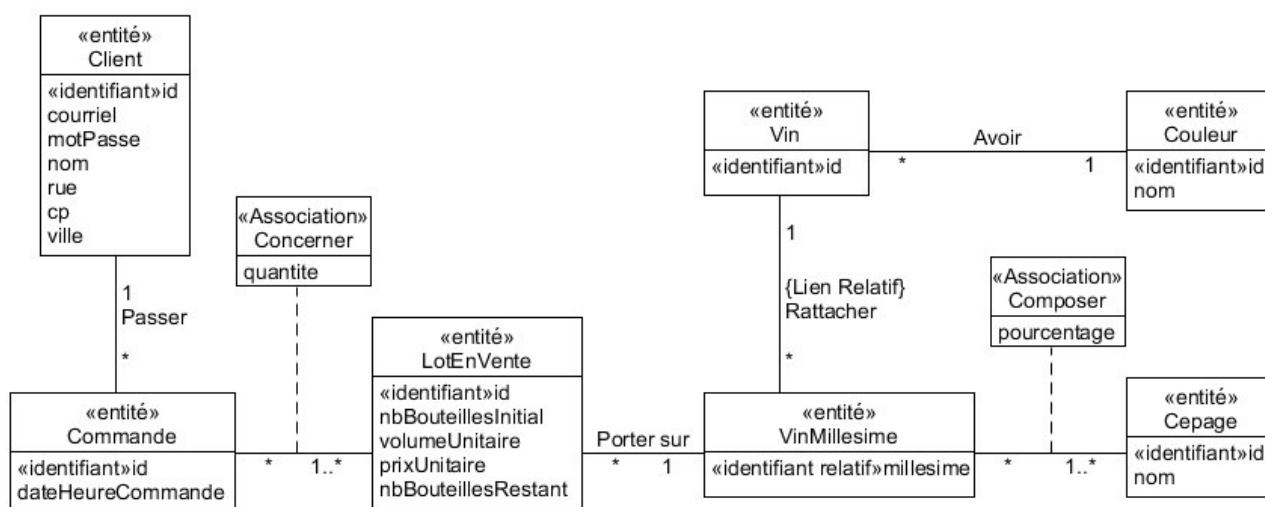 «entité»
Client
«identifiant»id
courriel
motPasse
nom
rue
cp
ville
1
Passer
*
«entité»
Commande
«identifiant»id
dateHeureCommande
«Association»
Concerner
quantite
*
1..*
«entité»
LotEnVente
«identifiant»id
nbBouteillesInitial
volumeUnitaire
prixUnitaire
nbBouteillesRestant
Porter sur
*
1
«entité»
Vin
«identifiant»id
Avoir
*
1
«entité»
Couleur
«identifiant»id
nom
1
{Lien Relatif}
Rattacher
*
«entité»
VinMillesime
«identifiant relatif»millesime
«Association»
Composer
pourcentage
*
1..*
«entité»
Cepage
«identifiant»id
nom